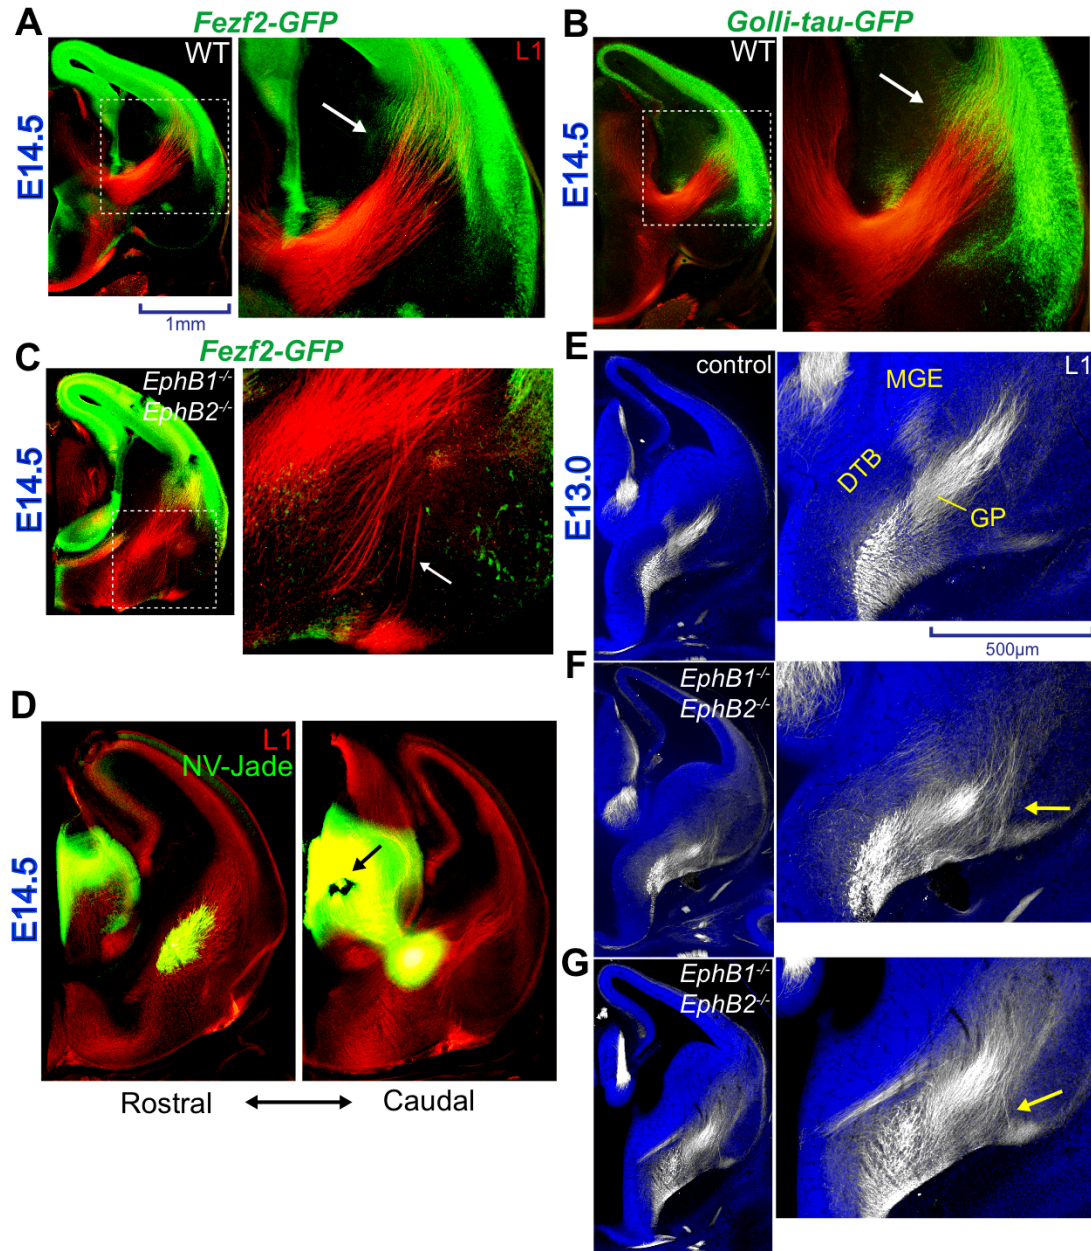 A
Fezf2-GFP
WT
L1
E14.5
1mm
B
Golli-tau-GFP
WT
E14.5
C
Fezf2-GFP
EphB1-/-
EphB2-/-
E14.5
D
L1
NV-Jade
E14.5
Rostral
Caudal
E
control
L1
MGE
DTB
GP
E13.0
500µm
F
EphB1-/-
EphB2-/-
G
EphB1-/-
EphB2-/-